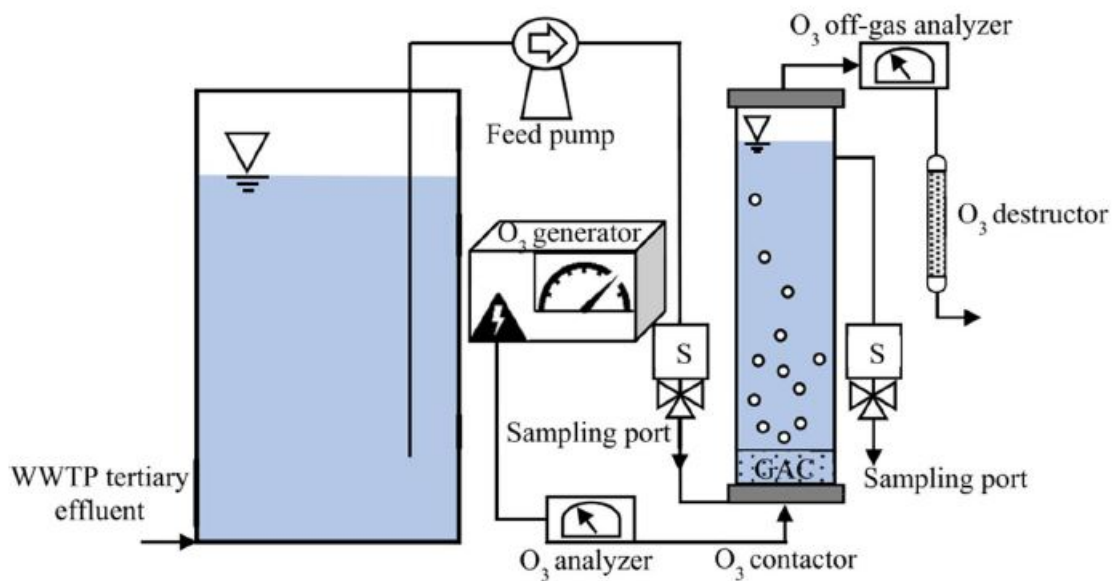 O₃ off-gas analyzer
Feed pump
O₃ generator
O₃ destructor
S
S
Sampling port
GAC
Sampling port
WWTP tertiary
effluent
O₃ analyzer
O₃ contactor